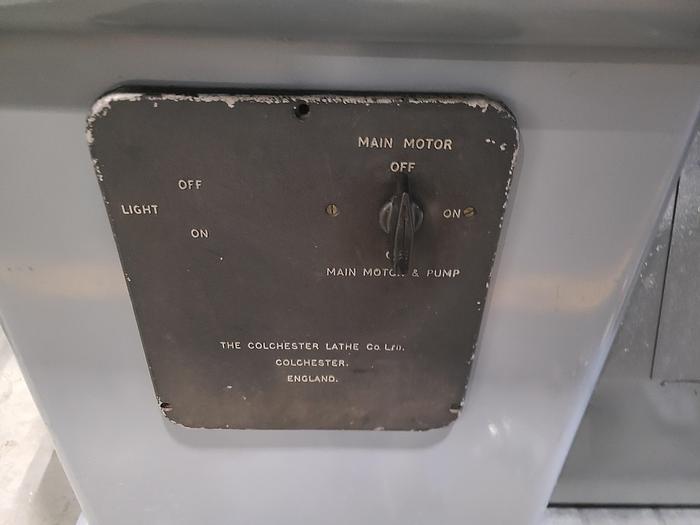 MAIN MOTOR
OFF
OFF
LIGHT
ON
ON
MAIN MOTOR & PUMP
THE COLCHESTER LATHE Co. LTD.
COLCHESTER.
ENGLAND.